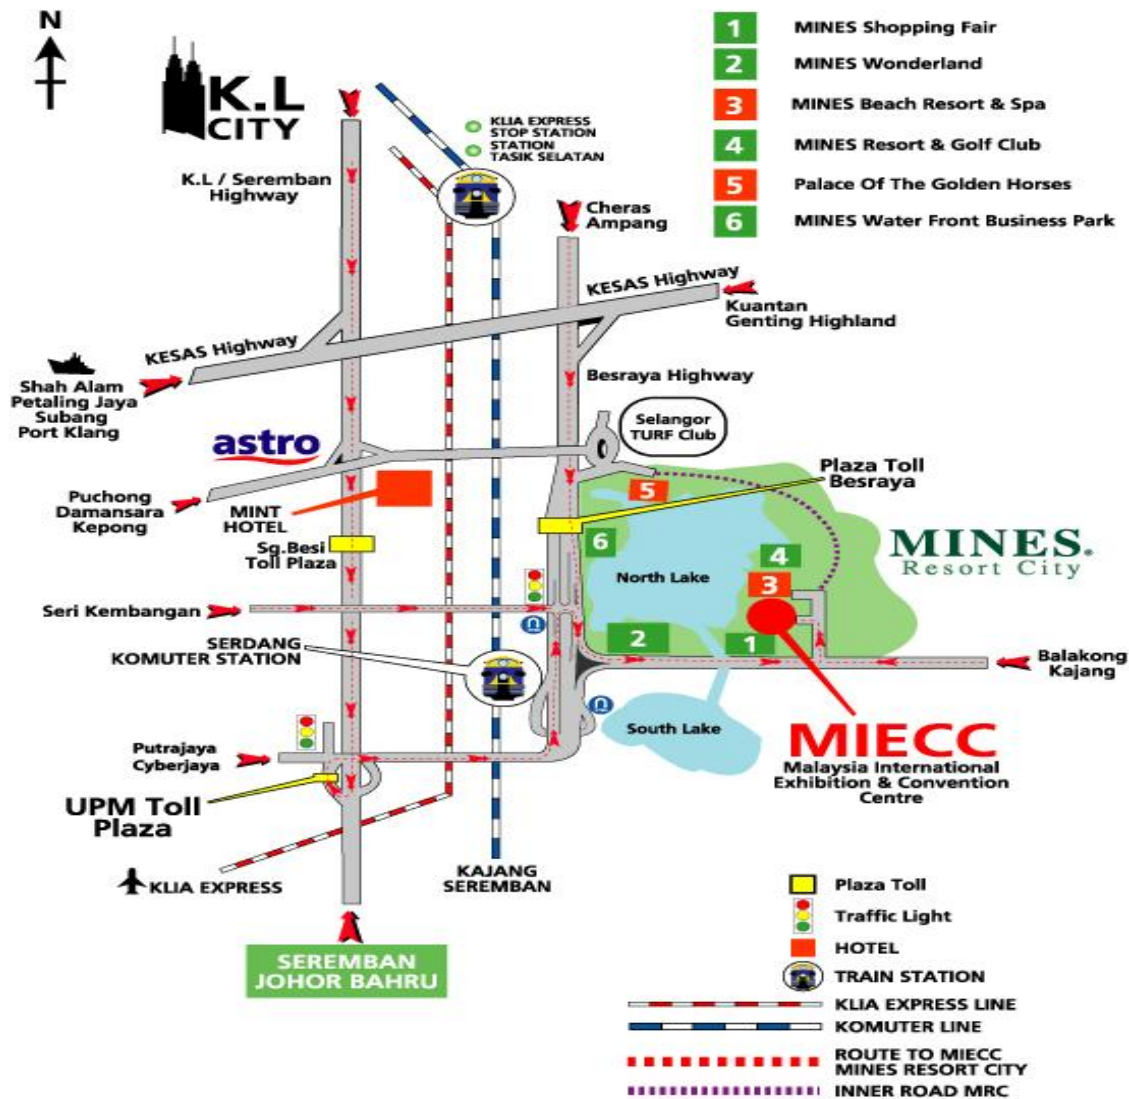 N
K.L
CITY
1 MINES Shopping Fair
2 MINES Wonderland
3 MINES Beach Resort & Spa
4 MINES Resort & Golf Club
5 Palace Of The Golden Horses
6 MINES Water Front Business Park
KLIA EXPRESS
STOP STATION
STATION
TASIK SELATAN
K.L / Seremban
Highway
Cheras
Ampang
KESAS Highway
Kuantan
Genting Highland
KESAS Highway
Shah Alam
Petaling Jaya
Subang
Port Klang
Besraya Highway
astro
Selangor
TURF Club
Plaza Toll
Besraya
Puchong
Damansara
Kepong
MINT
HOTEL
5
Sg.Besi
Toll Plaza
6
4
MINES
Resort City
North Lake
3
Seri Kembangan
SERDANG
KOMUTER STATION
2
1
Balakong
Kajang
South Lake
MIECC
Malaysia International
Exhibition & Convention
Centre
Putrajaya
Cyberjaya
UPM Toll
Plaza
KLIA EXPRESS
KAJANG
SEREMBAN
SEREMBAN
JOHOR BAHRU
Plaza Toll
Traffic Light
HOTEL
TRAIN STATION
KLIA EXPRESS LINE
KOMUTER LINE
ROUTE TO MIECC
MINES RESORT CITY
INNER ROAD MRC